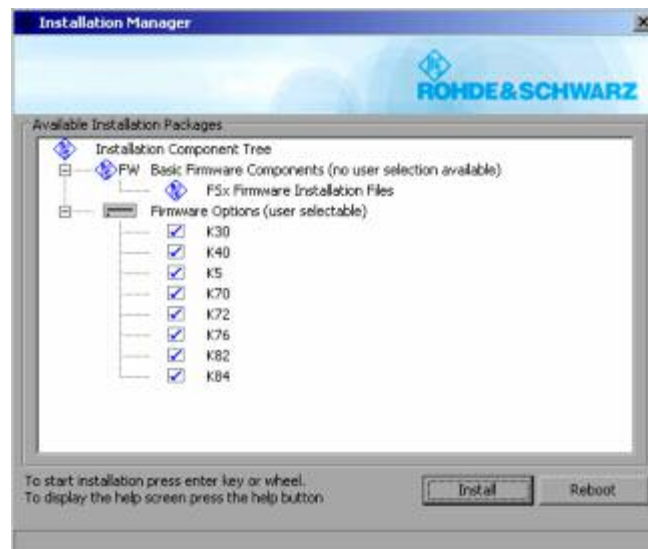 Installation Manager
ROHDE&SCHWARZ
Available Installation Packages
Installation Component Tree
FW Basic Firmware Components (no user selection available)
FSx Firmware Installation Files
Firmware Options (user selectable)
K30
K40
K5
K70
K72
K76
K82
K84
To start installation press enter key or wheel.
To display the help screen press the help button
Install
Reboot